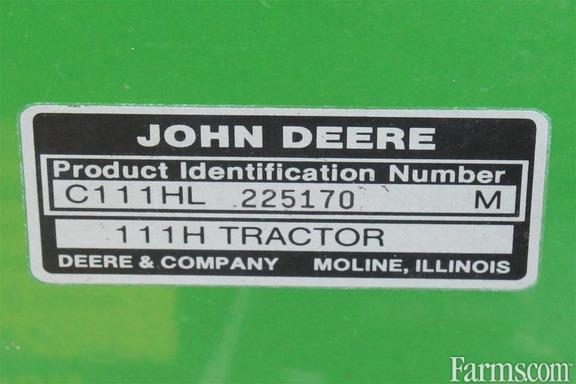 JOHN DEERE
Product Identification Number
C111HL 225170 M
111H TRACTOR
DEERE & COMPANY MOLINE, ILLINOIS
Farms.com